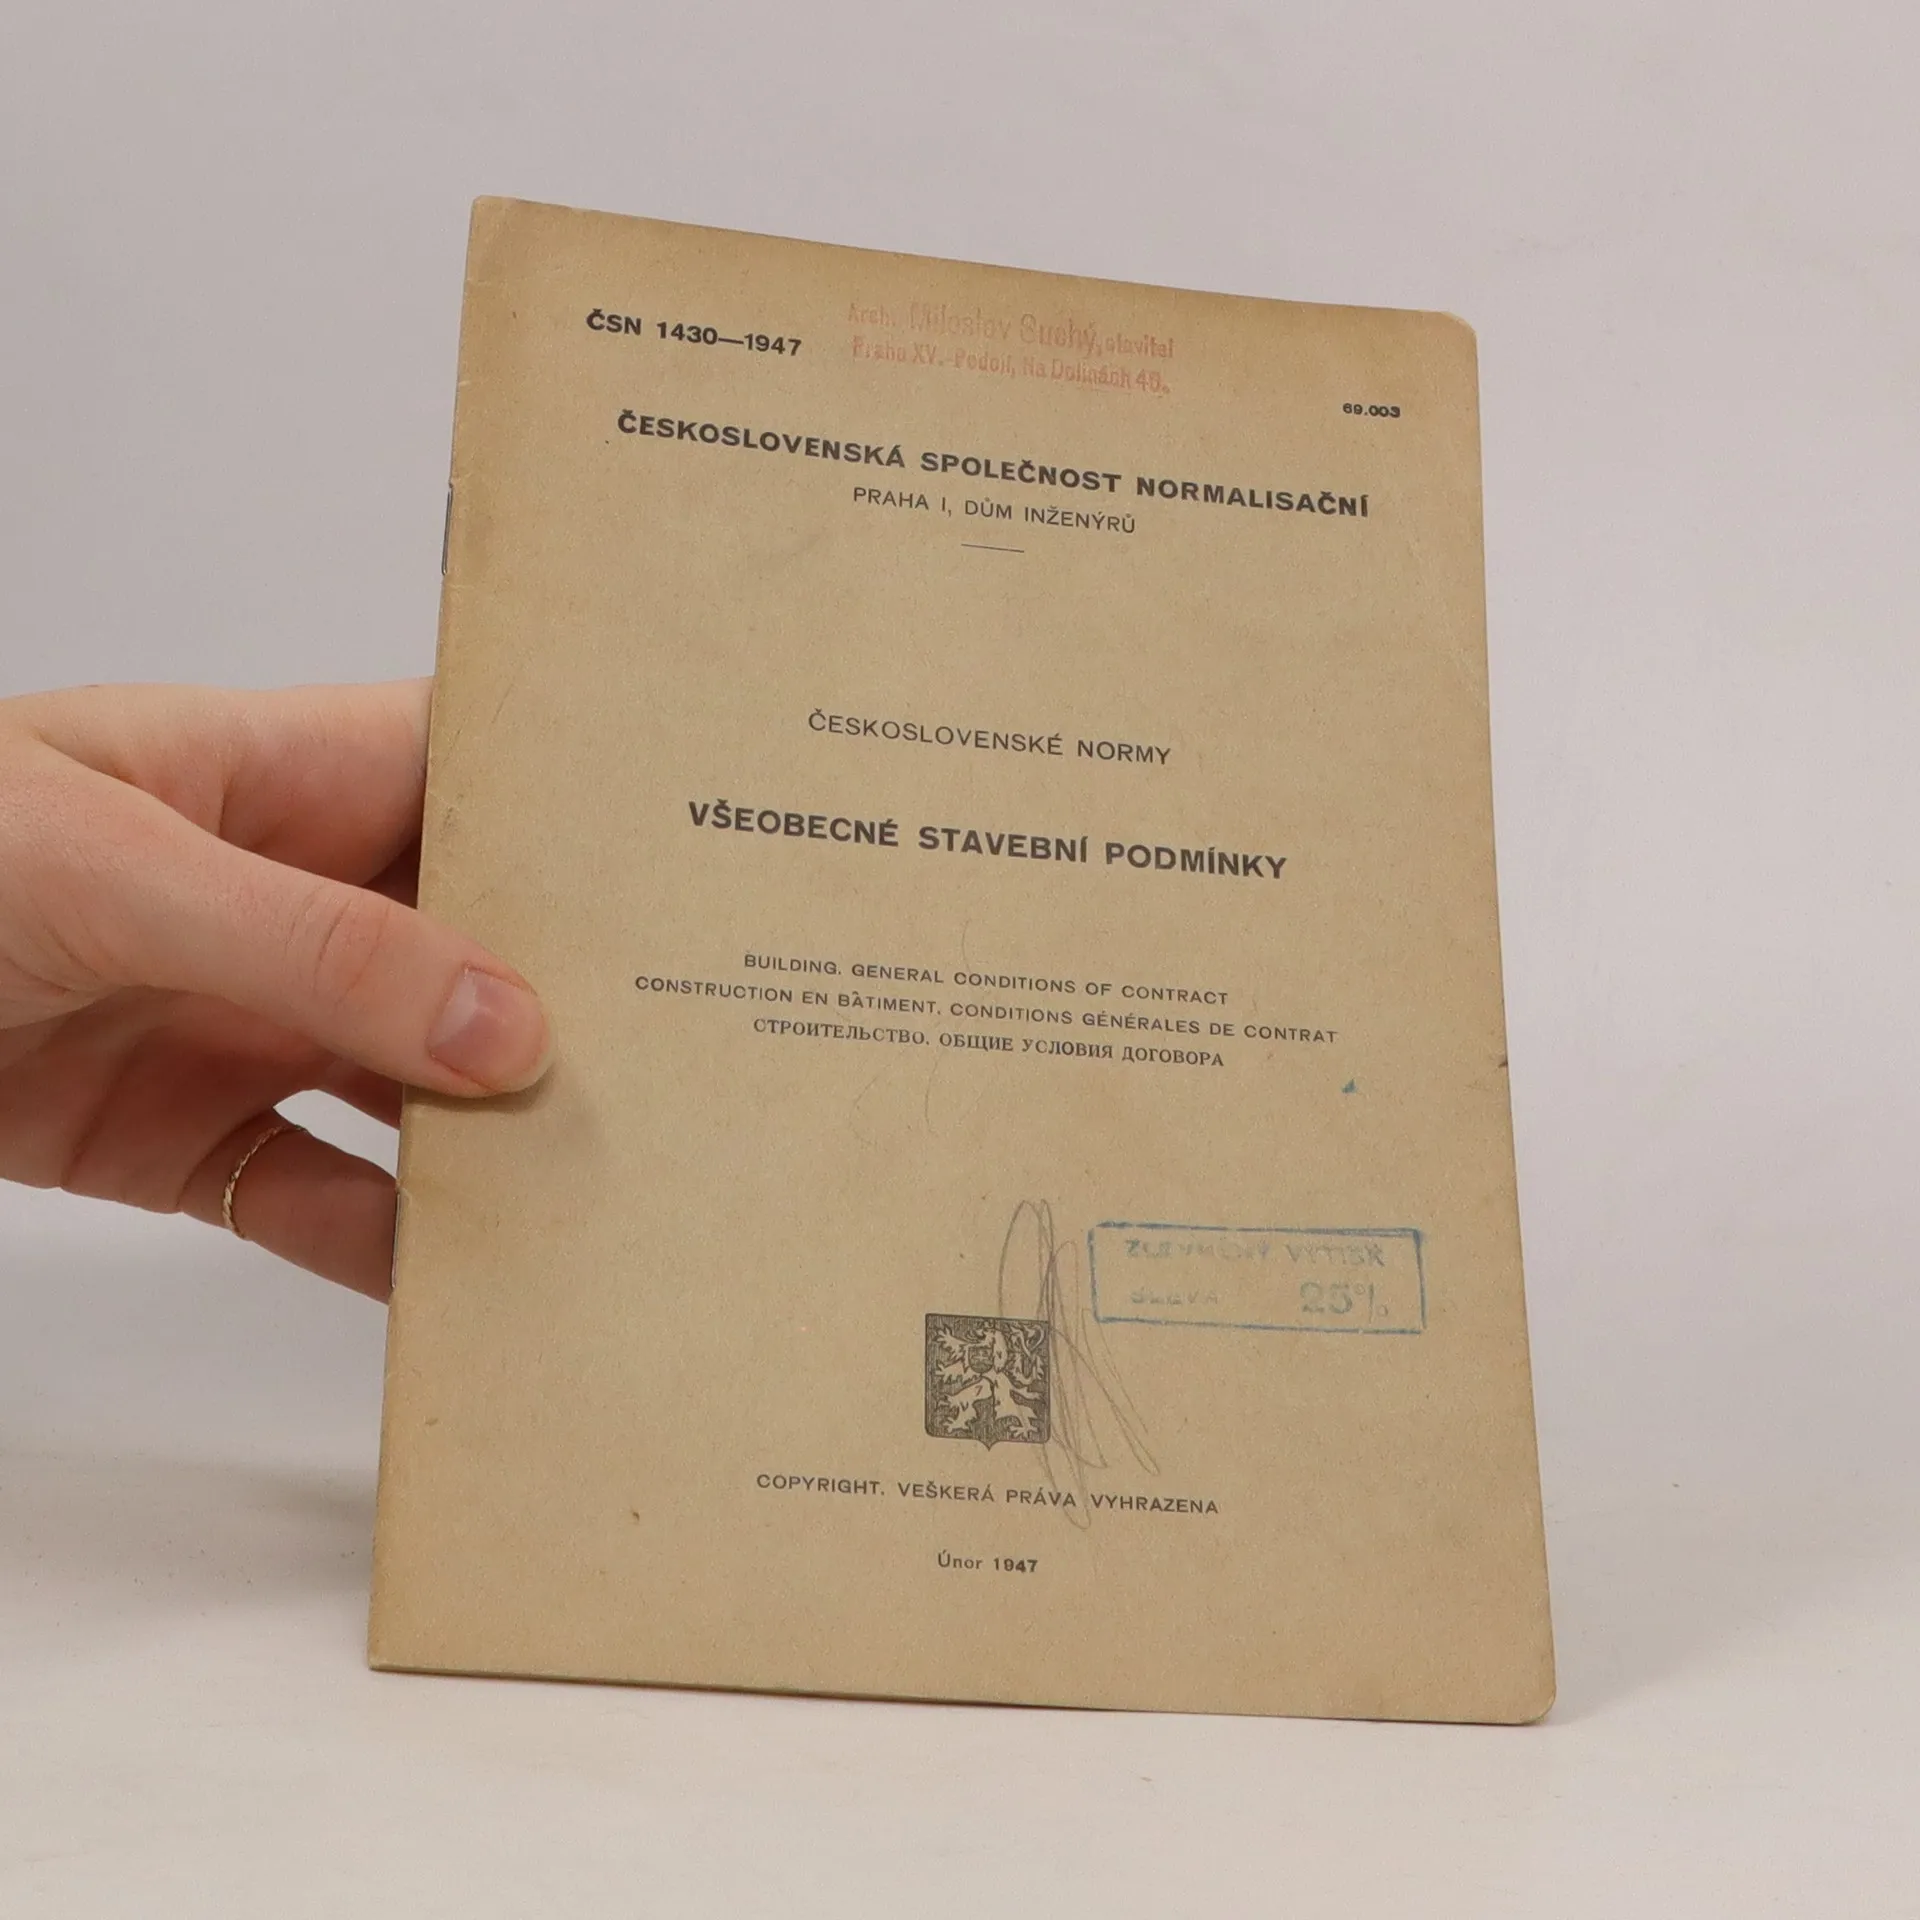 ČSN 1430—1947
Arch. Miloslav Suchý, stavitel
Praha XV.-Podolí, Na Dolinách 40.
69.003
ČESKOSLOVENSKÁ SPOLEČNOST NORMALISAČNÍ
PRAHA I, DŮM INŽENÝRŮ
ČESKOSLOVENSKÉ NORMY
VŠEOBECNÉ STAVEBNÍ PODMÍNKY
BUILDING. GENERAL CONDITIONS OF CONTRACT
CONSTRUCTION EN BÂTIMENT. CONDITIONS GÉNÉRALES DE CONTRAT
СТРОИТЕЛЬСТВО. ОБЩИЕ УСЛОВИЯ ДОГОВОРА
VÝTISK
SLEVA 25%
7
COPYRIGHT. VEŠKERÁ PRÁVA VYHRAZENA
Únor 1947